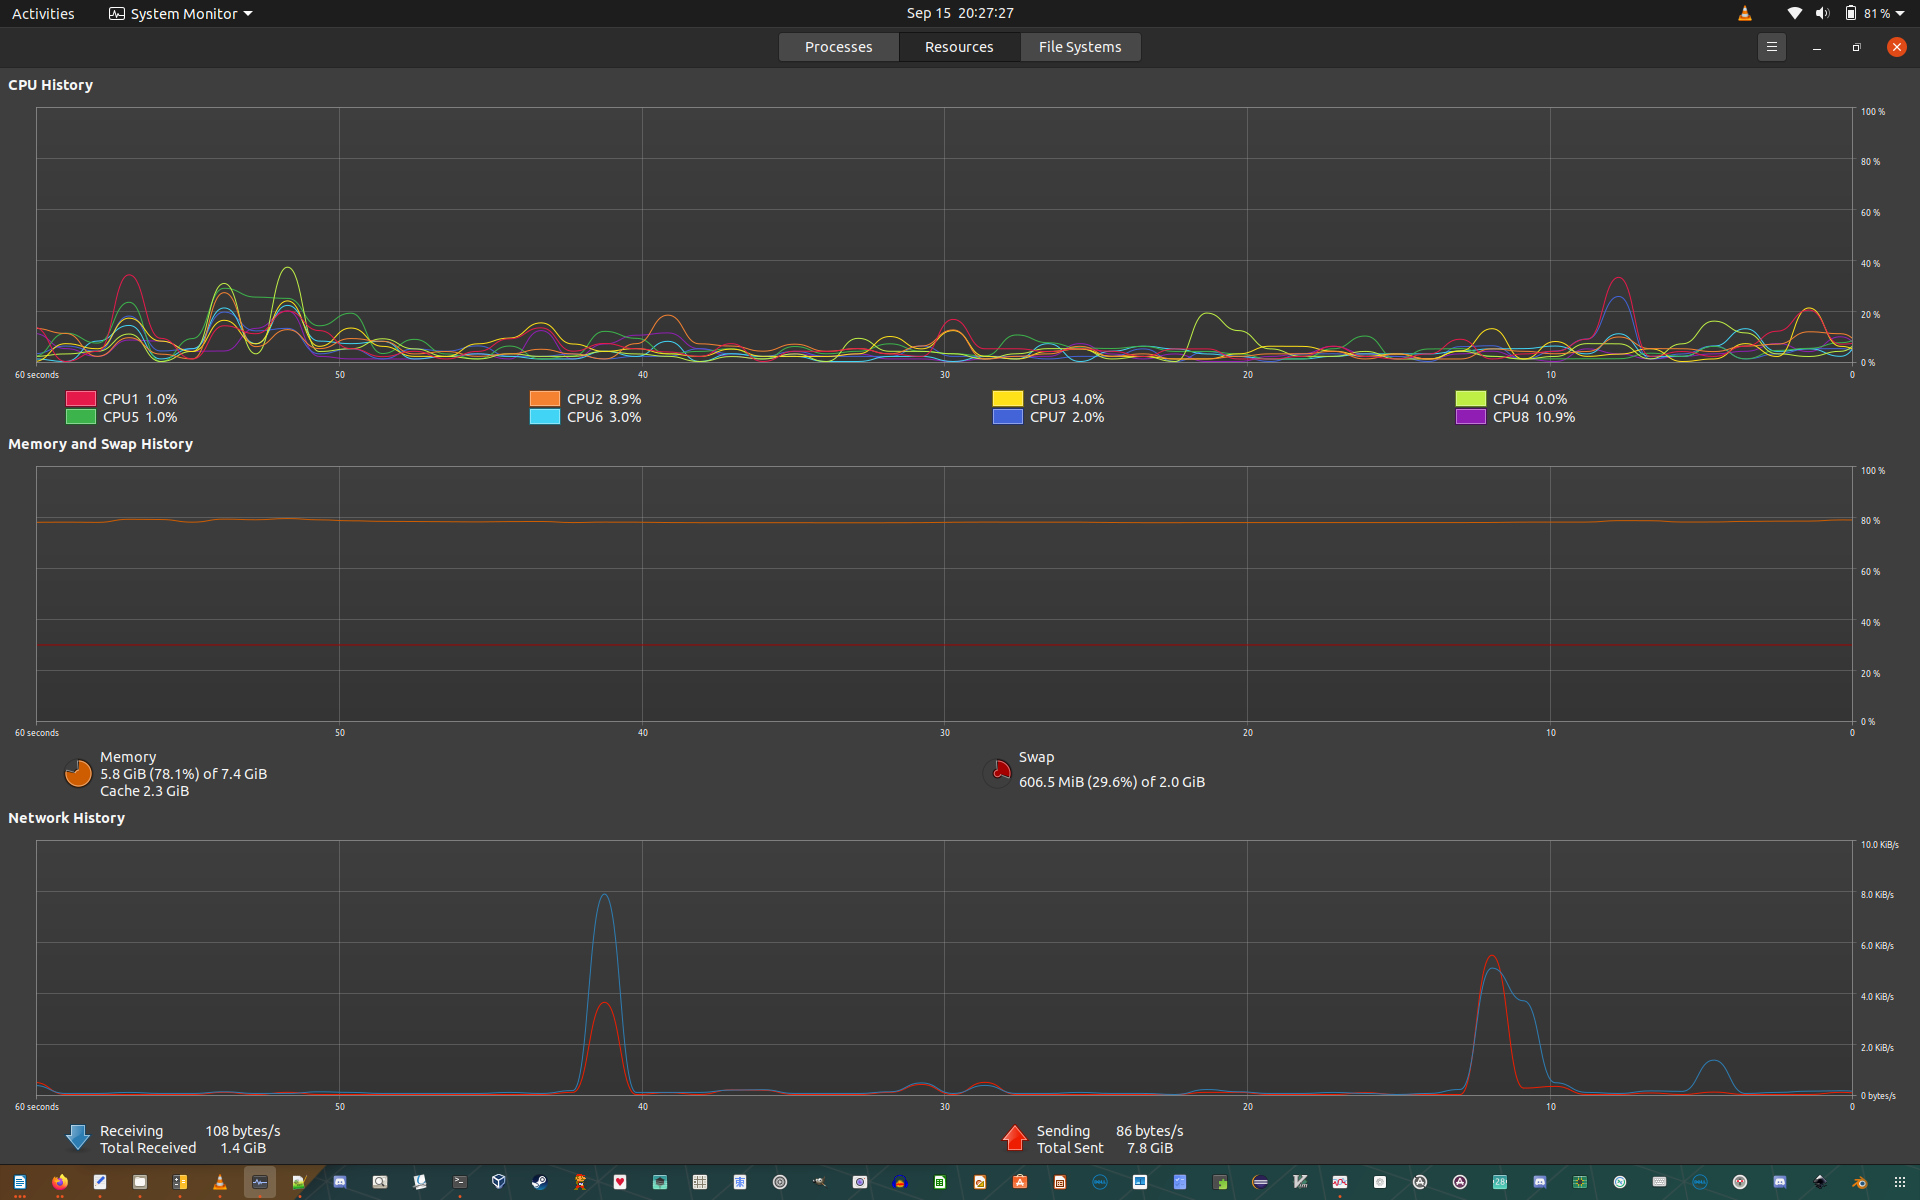 Activities
System Monitor
Sep 15 20:27:27
81 %
Processes
Resources
File Systems
CPU History
100 %
80 %
60 %
40 %
20 %
0 %
60 seconds 50 40 30 20 10 0
CPU1 1.0% CPU2 8.9% CPU3 4.0% CPU4 0.0%
CPU5 1.0% CPU6 3.0% CPU7 2.0% CPU8 10.9%
Memory and Swap History
100 %
80 %
60 %
40 %
20 %
0 %
60 seconds 50 40 30 20 10 0
Memory
5.8 GiB (78.1%) of 7.4 GiB
Cache 2.3 GiB
Swap
606.5 MiB (29.6%) of 2.0 GiB
Network History
10.0 KiB/s
8.0 KiB/s
6.0 KiB/s
4.0 KiB/s
2.0 KiB/s
0 bytes/s
60 seconds 50 40 30 20 10 0
Receiving 108 bytes/s
Total Received 1.4 GiB
Sending 86 bytes/s
Total Sent 7.8 GiB